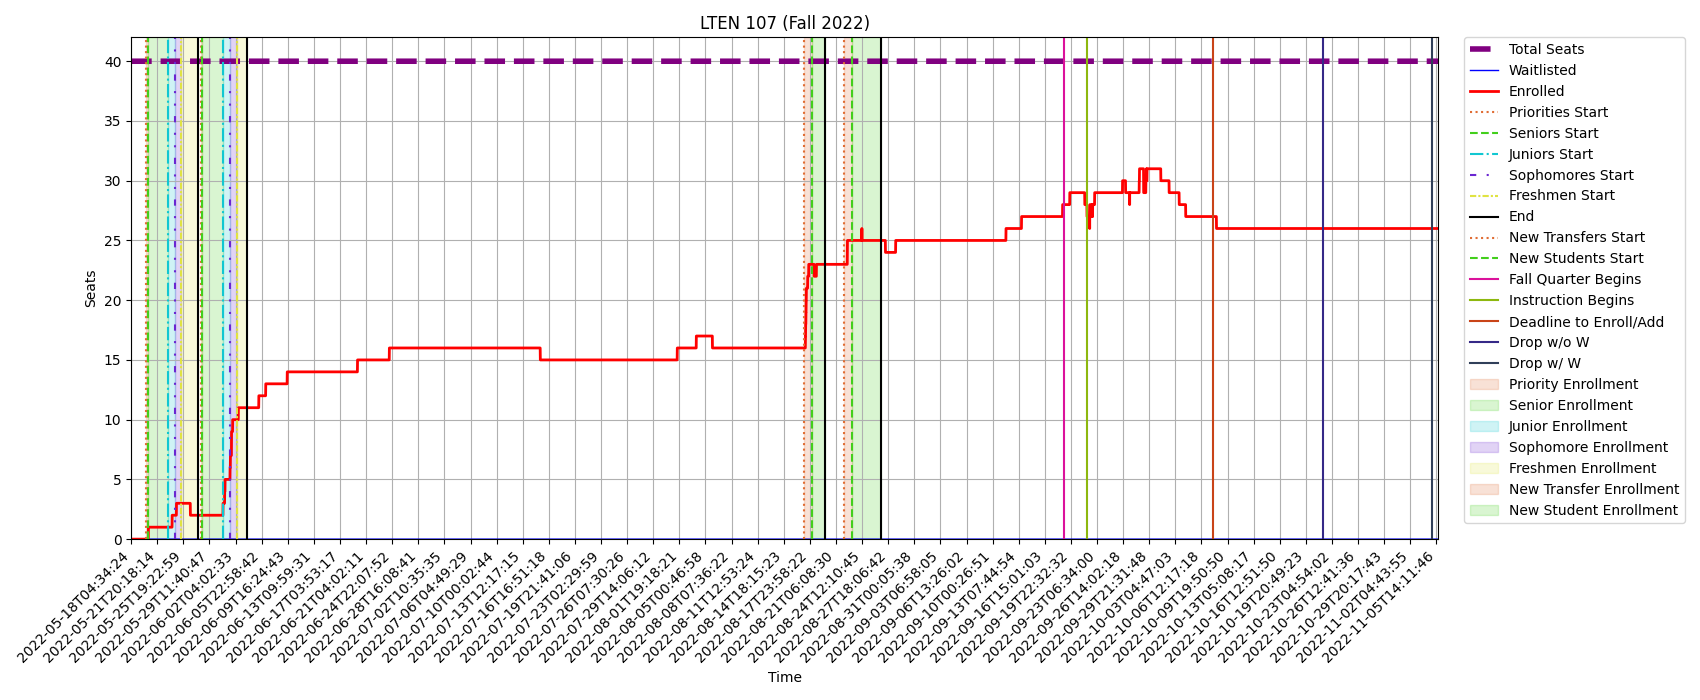 LTEN 107 (Fall 2022)
Seats
40
35
30
25
20
15
10
5
0
2022-05-18T04:34:24
2022-05-21T20:18:14
2022-05-25T19:22:59
2022-05-29T11:40:47
2022-06-02T04:02:33
2022-06-05T22:58:42
2022-06-09T16:24:43
2022-06-13T09:59:31
2022-06-17T03:53:17
2022-06-21T04:02:11
2022-06-24T22:07:52
2022-06-28T16:08:41
2022-07-02T10:35:35
2022-07-06T04:49:29
2022-07-10T00:02:44
2022-07-13T12:17:15
2022-07-16T16:51:18
2022-07-19T21:41:06
2022-07-23T02:29:59
2022-07-26T07:30:26
2022-07-29T14:06:12
2022-08-01T19:18:21
2022-08-05T00:46:58
2022-08-08T07:36:22
2022-08-11T12:53:24
2022-08-14T18:15:23
2022-08-17T23:58:22
2022-08-21T06:08:30
2022-08-24T12:10:45
2022-08-27T18:06:42
2022-08-31T00:05:38
2022-09-03T06:58:05
2022-09-06T13:26:02
2022-09-10T00:26:51
2022-09-13T07:44:54
2022-09-16T15:01:03
2022-09-19T22:32:32
2022-09-23T06:34:00
2022-09-26T14:02:18
2022-09-29T21:31:48
2022-10-03T04:47:03
2022-10-06T12:17:18
2022-10-09T19:50:50
2022-10-13T05:08:17
2022-10-16T12:51:50
2022-10-19T20:49:23
2022-10-23T04:54:02
2022-10-26T12:41:36
2022-10-29T20:17:43
2022-11-02T04:43:55
2022-11-05T14:11:46
Time
Total Seats
Waitlisted
Enrolled
Priorities Start
Seniors Start
Juniors Start
Sophomores Start
Freshmen Start
End
New Transfers Start
New Students Start
Fall Quarter Begins
Instruction Begins
Deadline to Enroll/Add
Drop w/o W
Drop w/ W
Priority Enrollment
Senior Enrollment
Junior Enrollment
Sophomore Enrollment
Freshmen Enrollment
New Transfer Enrollment
New Student Enrollment